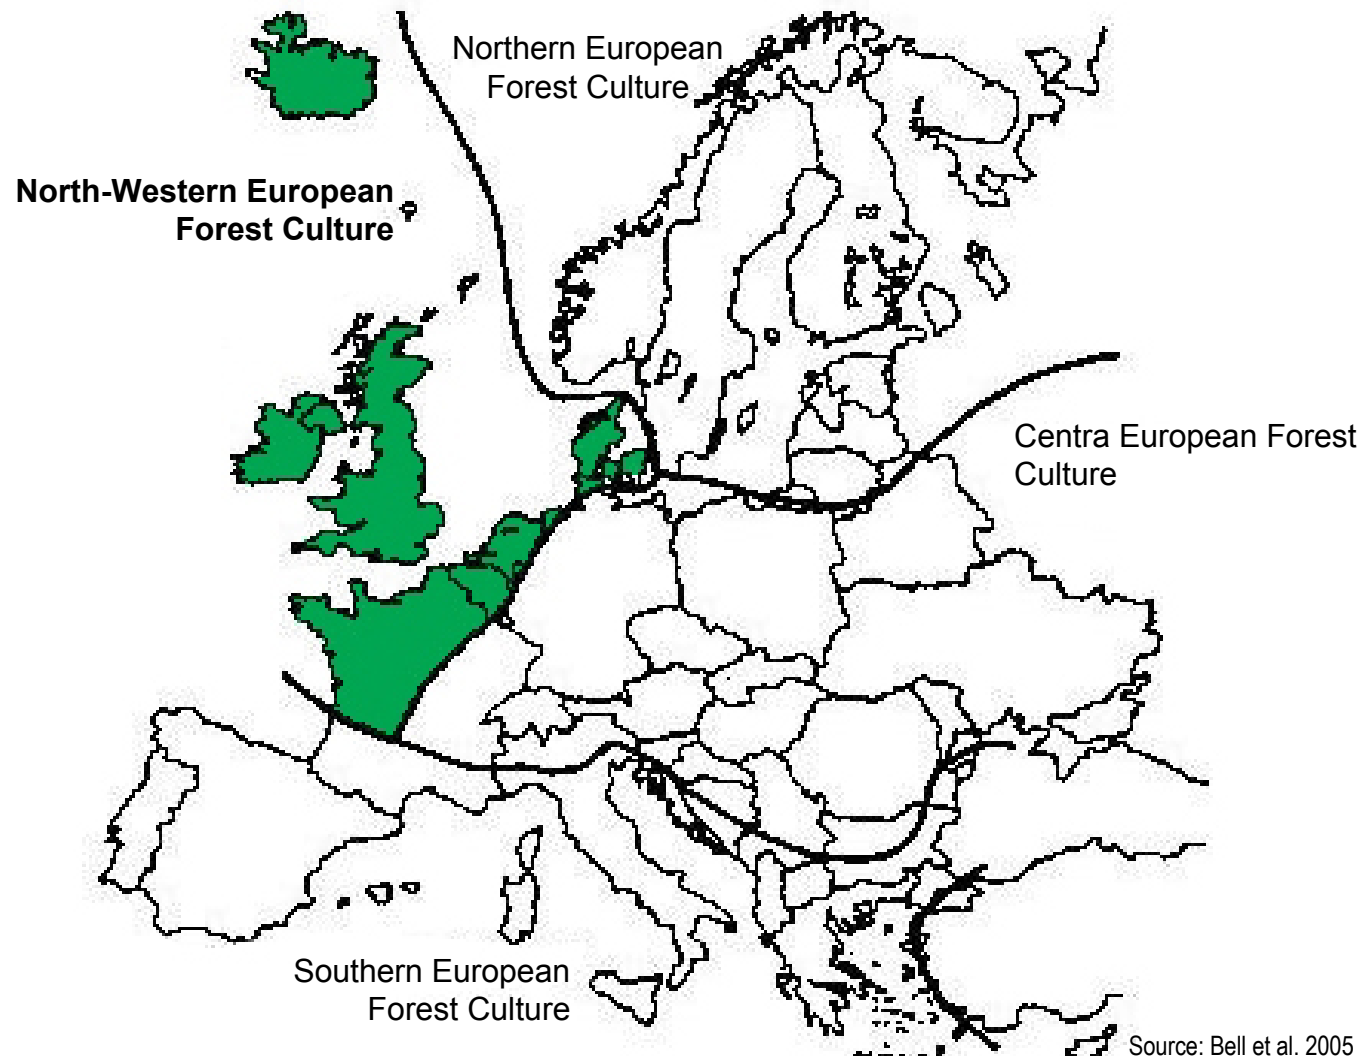 Northern European
Forest Culture
North-Western European
Forest Culture
Centra European Forest
Culture
Southern European
Forest Culture
Source: Bell et al. 2005